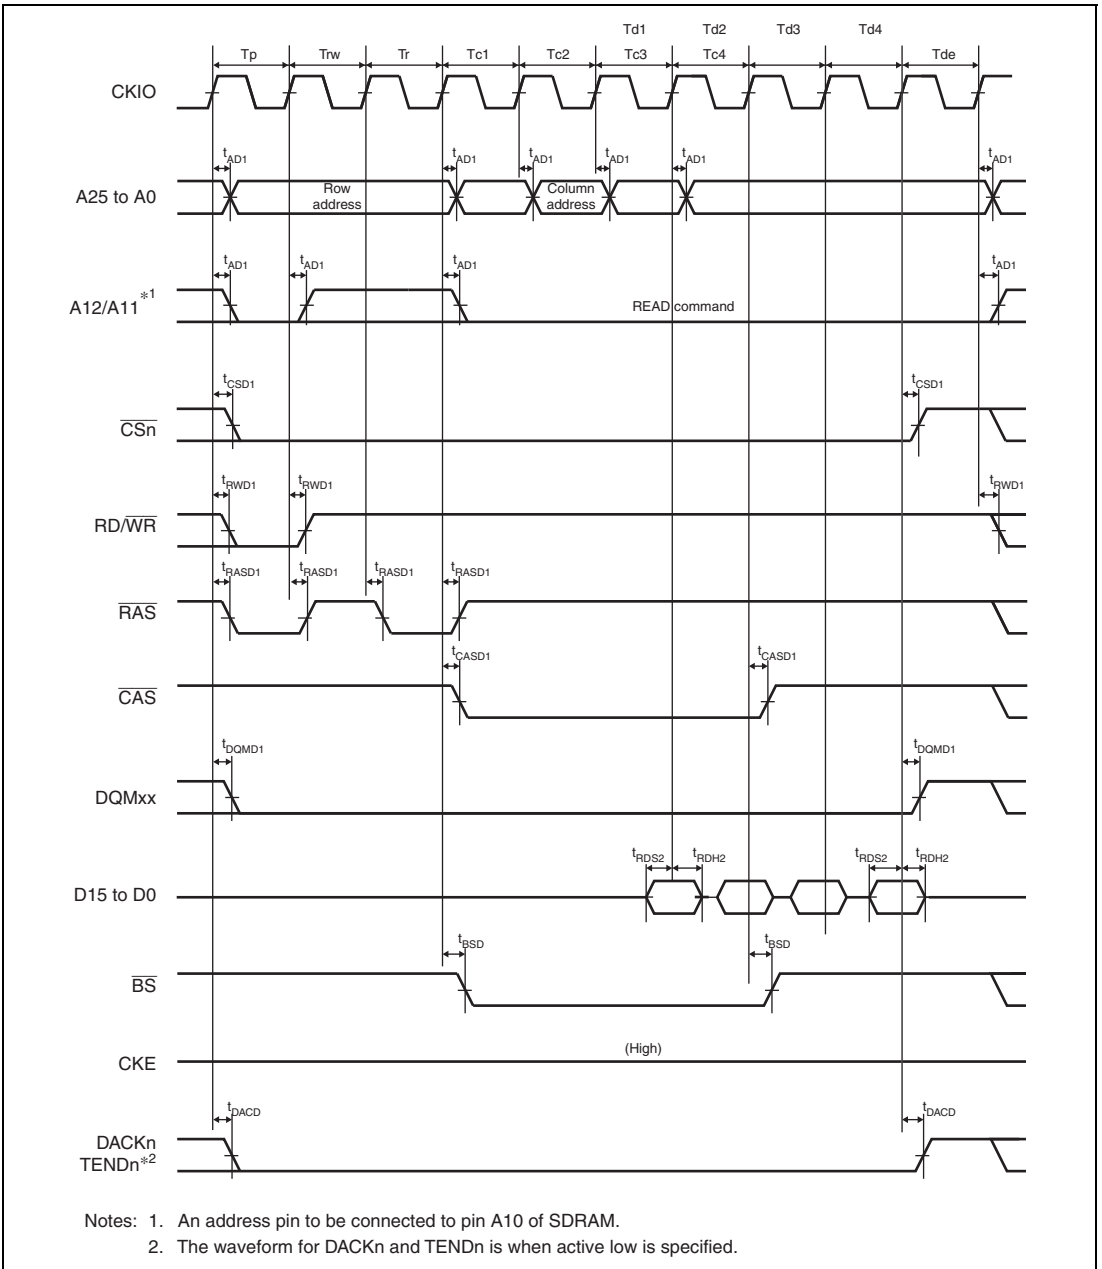 Td1 Td2 Td3 Td4
Tp Trw Tr Tc1 Tc2 Tc3 Tc4 Tde
CKIO
tAD1 tAD1 tAD1 tAD1 tAD1 tAD1
A25 to A0
Row address
Column address
tAD1 tAD1 tAD1 tAD1
A12/A11*1
READ command
tCSD1 tCSD1
CSn
tRWD1 tRWD1 tRWD1
RD/WR
tRASD1 tRASD1 tRASD1 tRASD1
RAS
tCASD1 tCASD1
CAS
tDQMD1 tDQMD1
DQMxx
tRDS2 tRDH2 tRDS2 tRDH2
D15 to D0
tBSD tBSD
BS
(High)
CKE
tDACD tDACD
DACKn
TENDn*2
Notes: 1. An address pin to be connected to pin A10 of SDRAM.
2. The waveform for DACKn and TENDn is when active low is specified.